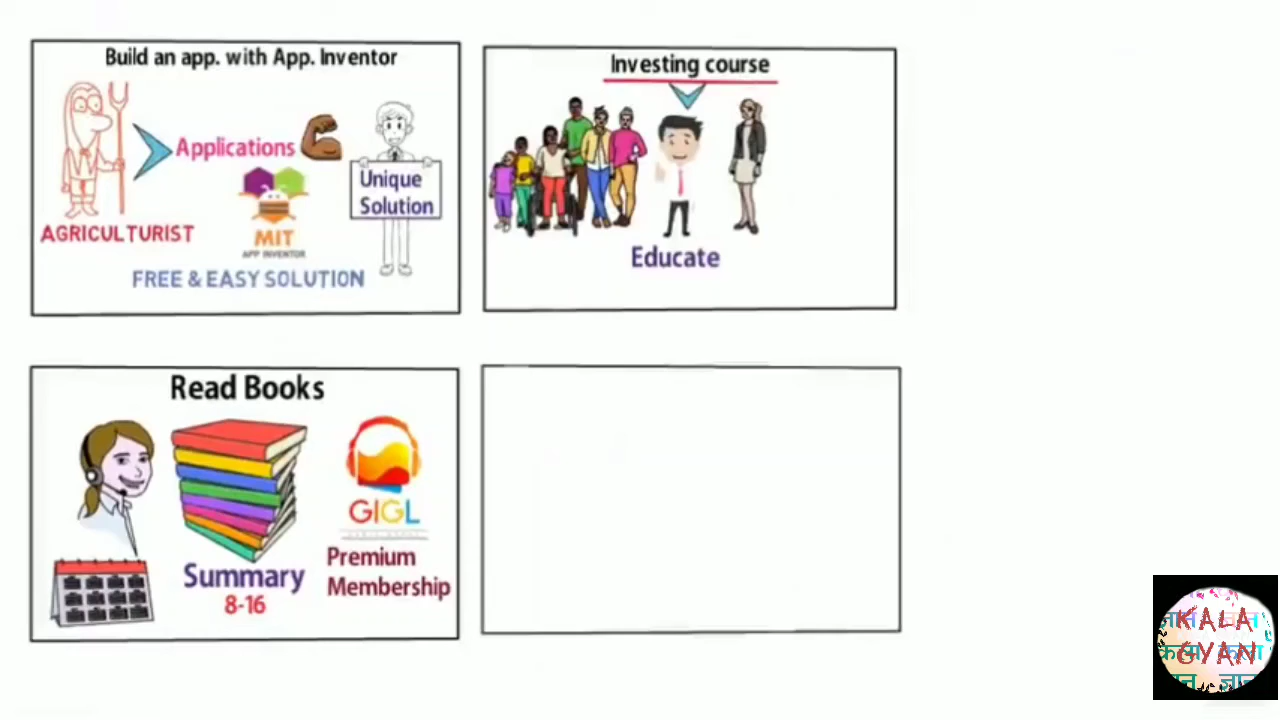 Build an app. with App. Inventor
Applications
Unique
Solution
AGRICULTURIST
MIT
APP INVENTOR
FREE & EASY SOLUTION
Investing course
Educate
Read Books
GIGL
Summary
8-16
Premium
Membership
KALA
GYAN